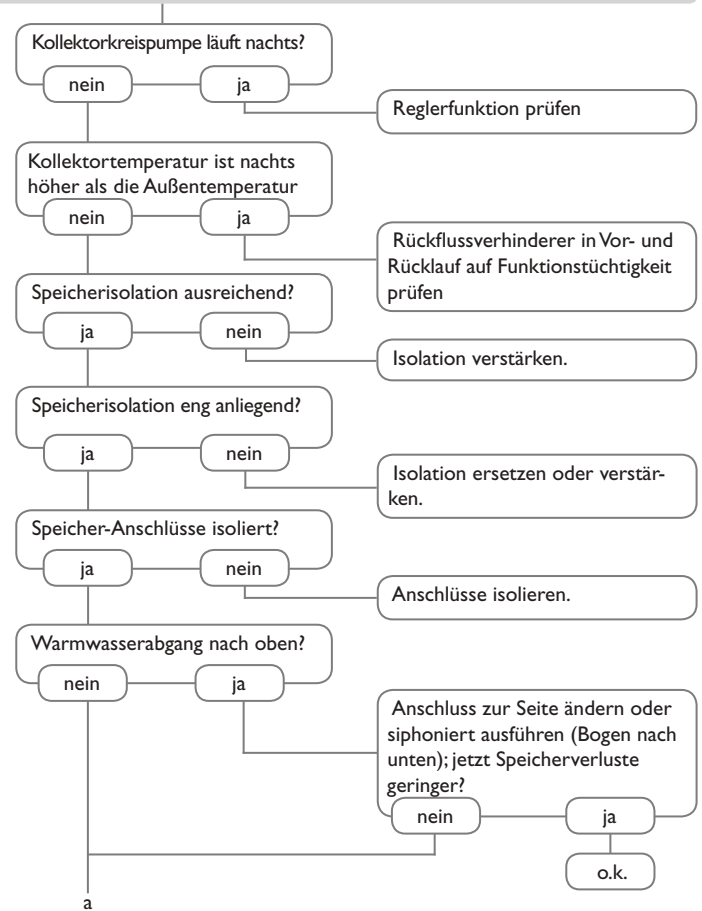 Kollektorkreispumpe läuft nachts?
nein ja
Reglerfunktion prüfen
Kollektortemperatur ist nachts
höher als die Außentemperatur
nein ja
Rückflussverhinderer in Vor- und
Rücklauf auf Funktionstüchtigkeit
prüfen
Speicherisolation ausreichend?
ja nein
Isolation verstärken.
Speicherisolation eng anliegend?
ja nein
Isolation ersetzen oder verstär-
ken.
Speicher-Anschlüsse isoliert?
ja nein
Anschlüsse isolieren.
Warmwasserabgang nach oben?
nein ja
Anschluss zur Seite ändern oder
siphoniert ausführen (Bogen nach
unten); jetzt Speicherverluste
geringer?
nein ja
o.k.
a